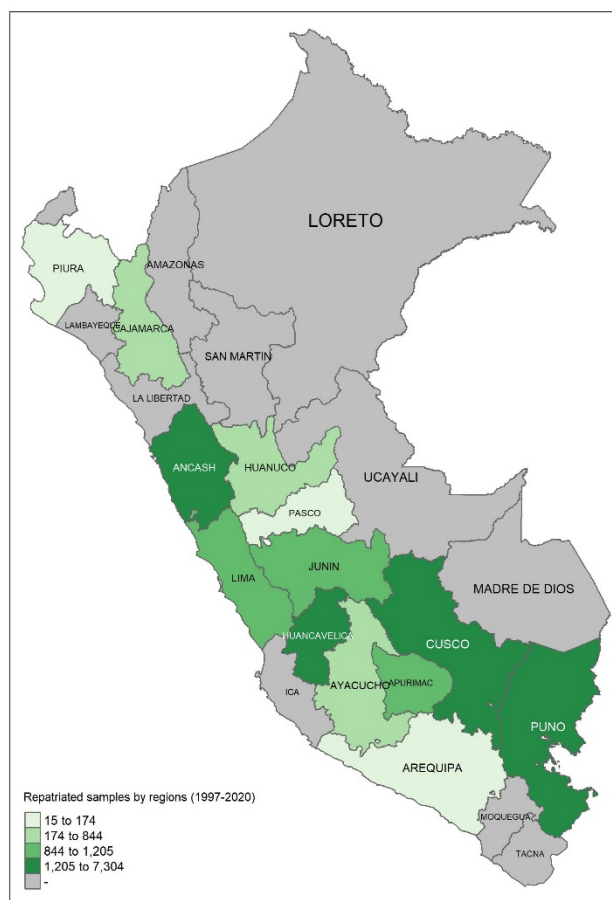 LORETO
AMAZONAS
PIURA
LAMBAYEQUE
CAJAMARCA
SAN MARTIN
LA LIBERTAD
ANCASH
HUANUCO
UCAYALI
PASCO
JUNIN
LIMA
MADRE DE DIOS
HUANCAVELICA
CUSCO
ICA
AYACUCHO
APURIMAC
PUNO
AREQUIPA
MOQUEGUA
TACNA
Repatriated samples by regions (1997-2020)
15 to 174
174 to 844
844 to 1,205
1,205 to 7,304
-